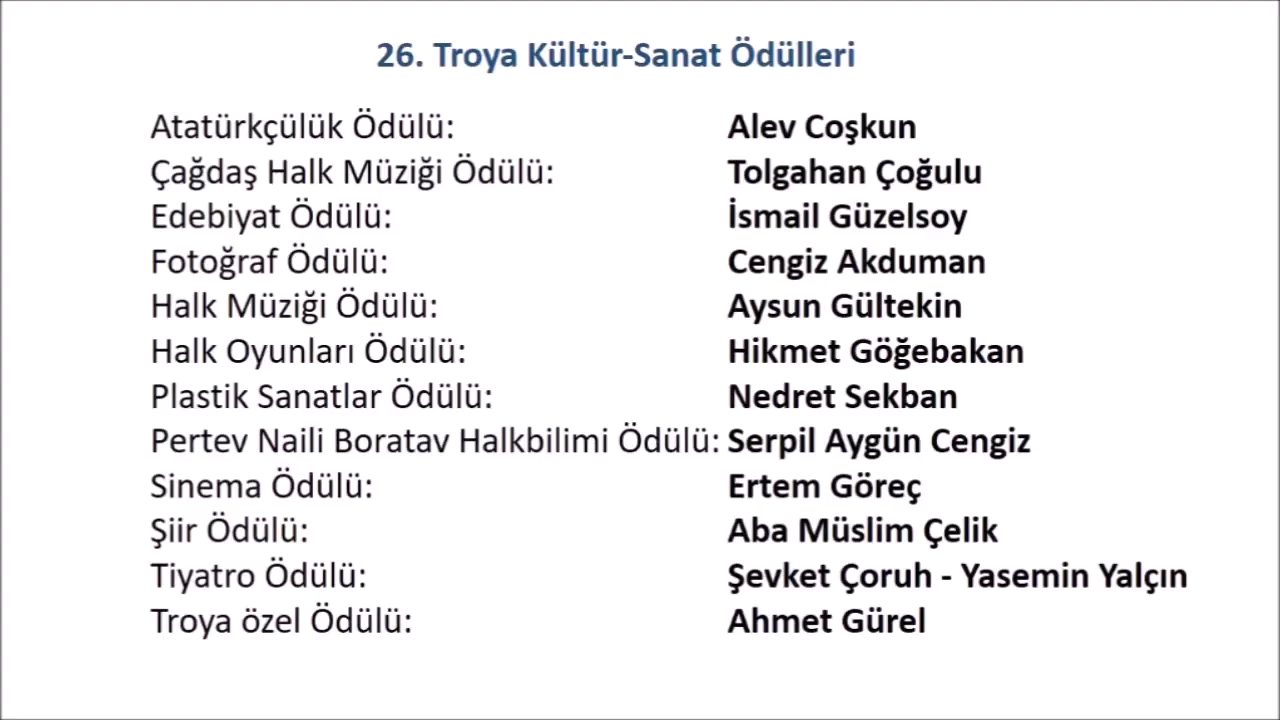 26. Troya Kültür-Sanat Ödülleri
Atatürkçülük Ödülü: Alev Coşkun
Çağdaş Halk Müziği Ödülü: Tolgahan Çoğulu
Edebiyat Ödülü: İsmail Güzelsoy
Fotoğraf Ödülü: Cengiz Akduman
Halk Müziği Ödülü: Aysun Gültekin
Halk Oyunları Ödülü: Hikmet Göğebakan
Plastik Sanatlar Ödülü: Nedret Sekban
Pertev Naili Boratav Halkbilimi Ödülü: Serpil Aygün Cengiz
Sinema Ödülü: Ertem Göreç
Şiir Ödülü: Aba Müslim Çelik
Tiyatro Ödülü: Şevket Çoruh - Yasemin Yalçın
Troya özel Ödülü: Ahmet Gürel